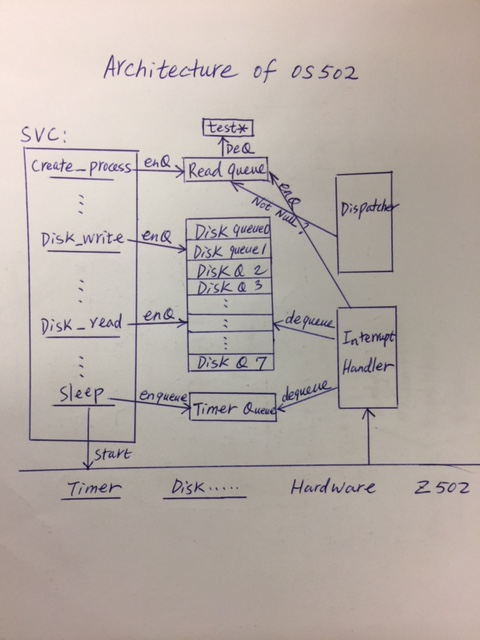 Architecture of OS502
SVC:
test*
DeQ
Create_process
enQ
Read queue
enQ
Not Null?
Dispatcher
Disk_write
enQ
Disk queue0
Disk queue1
Disk Q 2
Disk Q 3
Disk_read
enQ
dequeue
Interrupt
Handler
Disk Q 7
Sleep
enqueue
Timer Queue
dequeue
Start
Timer
Disk.....
Hardware
Z502